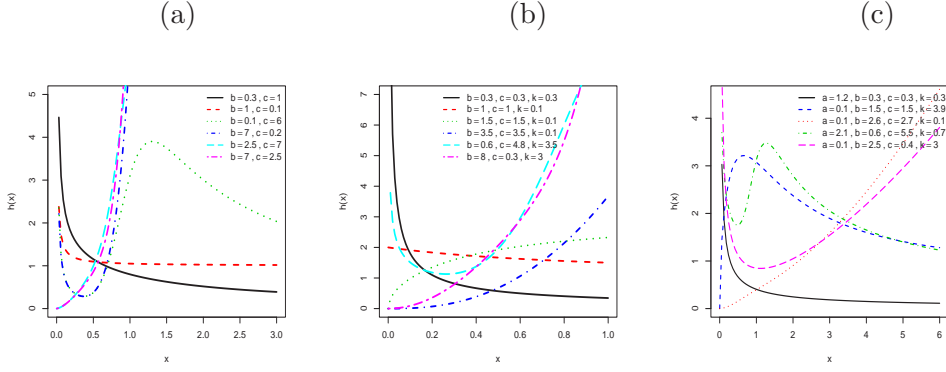 (a)
(b)
(c)
b = 0.3 , c = 1
b = 1 , c = 0.1
b = 0.1 , c = 6
b = 7 , c = 0.2
b = 2.5 , c = 7
b = 7 , c = 2.5
h(x)
0
1
2
3
4
5
0.0
0.5
1.0
1.5
2.0
2.5
3.0
x
b = 0.3 , c = 0.3 , k = 0.3
b = 1 , c = 1 , k = 0.1
b = 1.5 , c = 1.5 , k = 0.1
b = 3.5 , c = 3.5 , k = 0.1
b = 0.6 , c = 4.8 , k = 3.5
b = 8 , c = 0.3 , k = 3
h(x)
0
1
2
3
4
5
6
7
0.0
0.2
0.4
0.6
0.8
1.0
x
a = 1.2 , b = 0.3 , c = 0.3 , k = 0.3
a = 0.1 , b = 1.5 , c = 1.5 , k = 3.9
a = 0.1 , b = 2.6 , c = 2.7 , k = 0.1
a = 2.1 , b = 0.6 , c = 5.5 , k = 0.7
a = 0.1 , b = 2.5 , c = 0.4 , k = 3
h(x)
0
1
2
3
4
0
1
2
3
4
5
6
x